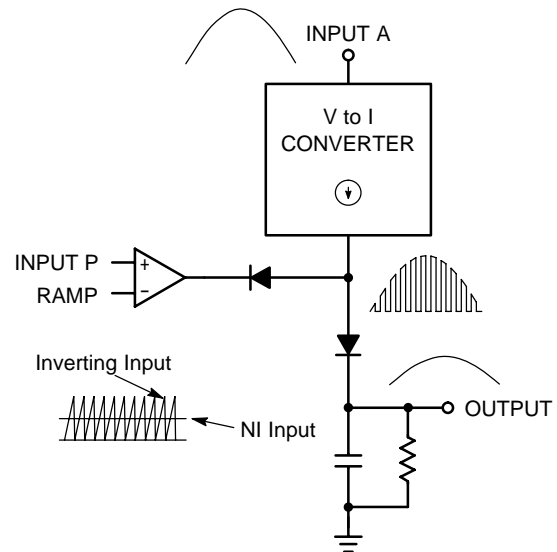 INPUT A
V to I
CONVERTER
INPUT P
+
RAMP
−
Inverting Input
NI Input
OUTPUT